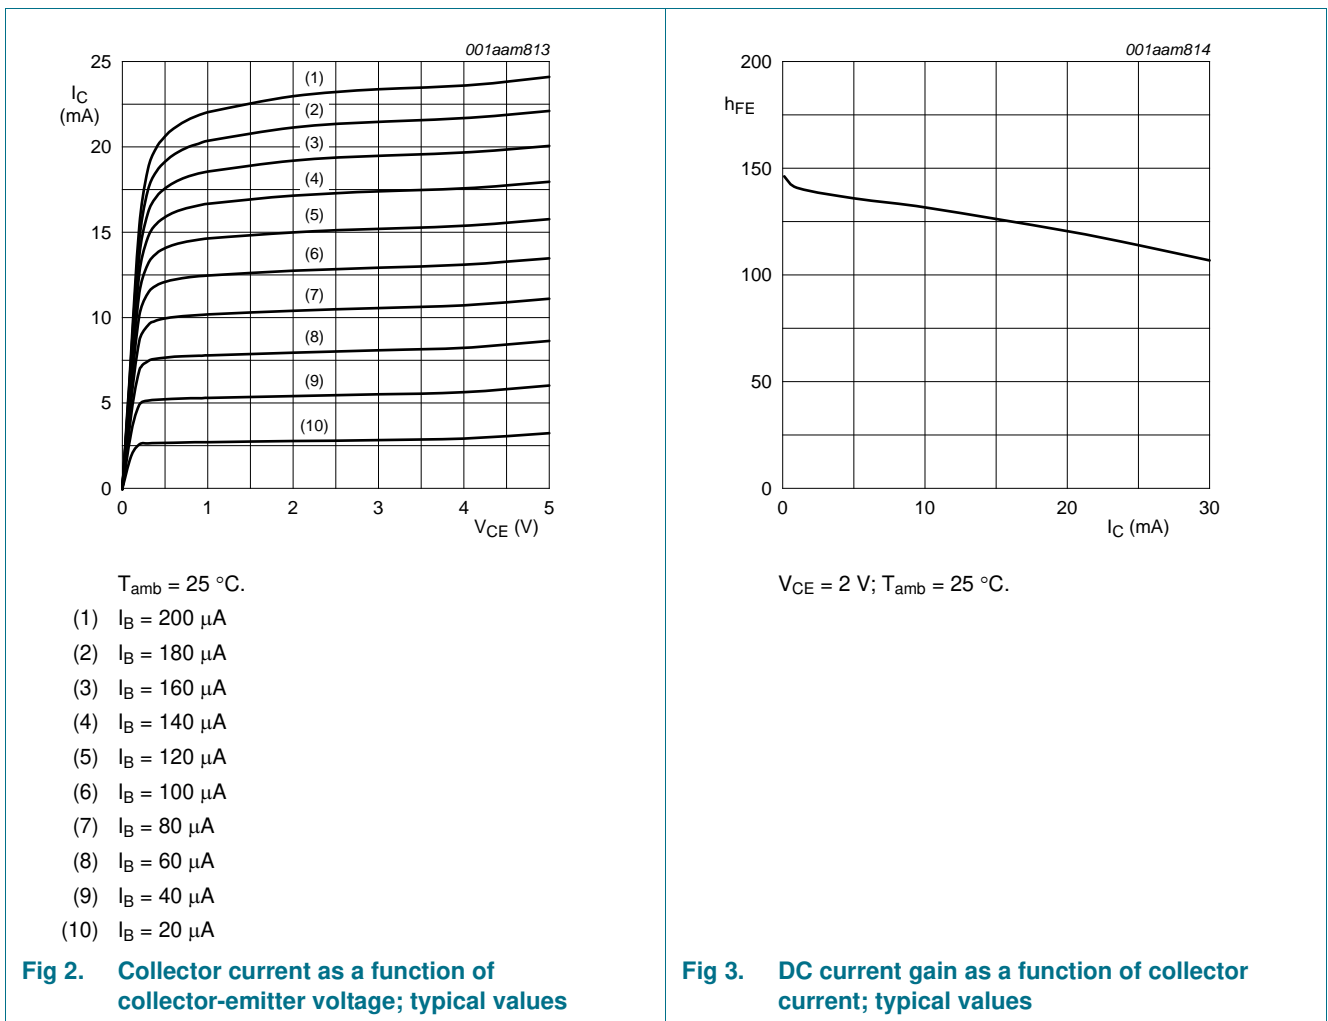 001aam813
25
20
15
10
5
0
I_C
(mA)
(1)
(2)
(3)
(4)
(5)
(6)
(7)
(8)
(9)
(10)
0 1 2 3 4 5
V_CE (V)
T_amb = 25 °C.
(1) I_B = 200 μA
(2) I_B = 180 μA
(3) I_B = 160 μA
(4) I_B = 140 μA
(5) I_B = 120 μA
(6) I_B = 100 μA
(7) I_B = 80 μA
(8) I_B = 60 μA
(9) I_B = 40 μA
(10) I_B = 20 μA
Fig 2. Collector current as a function of
collector-emitter voltage; typical values
001aam814
200
150
100
50
0
h_FE
0 10 20 30
I_C (mA)
V_CE = 2 V; T_amb = 25 °C.
Fig 3. DC current gain as a function of collector
current; typical values